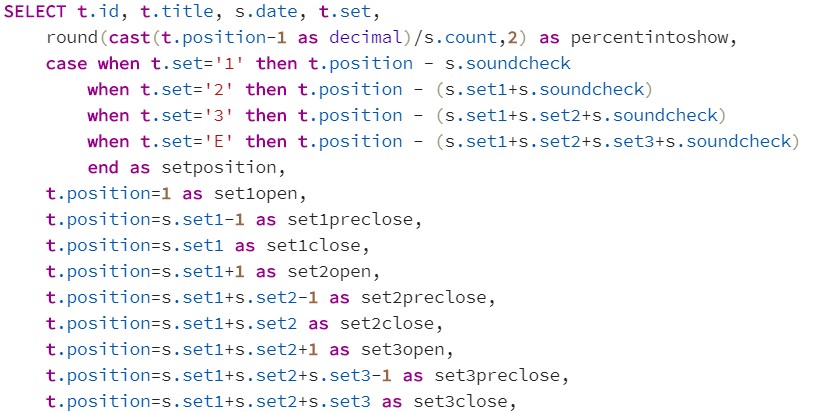 SELECT t.id, t.title, s.date, t.set,
    round(cast(t.position-1 as decimal)/s.count,2) as percentintoshow,
    case when t.set='1' then t.position - s.soundcheck
        when t.set='2' then t.position - (s.set1+s.soundcheck)
        when t.set='3' then t.position - (s.set1+s.set2+s.soundcheck)
        when t.set='E' then t.position - (s.set1+s.set2+s.set3+s.soundcheck)
        end as setposition,
    t.position=1 as set1open,
    t.position=s.set1-1 as set1preclose,
    t.position=s.set1 as set1close,
    t.position=s.set1+1 as set2open,
    t.position=s.set1+s.set2-1 as set2preclose,
    t.position=s.set1+s.set2 as set2close,
    t.position=s.set1+s.set2+1 as set3open,
    t.position=s.set1+s.set2+s.set3-1 as set3preclose,
    t.position=s.set1+s.set2+s.set3 as set3close,